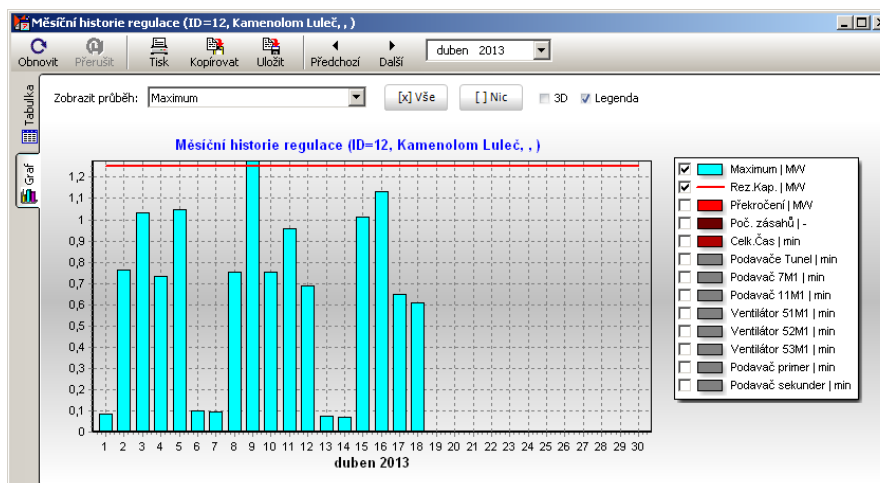 Měsíční historie regulace (ID=12, Kamenolom Luleč, , )
Obnovit Přerušit Tisk Kopírovat Uložit Předchozí Další duben 2013
Tabulka
Graf
Zobrazit průběh: Maximum [x] Vše [ ] Nic 3D Legenda
Měsíční historie regulace (ID=12, Kamenolom Luleč, , )
1,2
1,1
1
0,9
0,8
0,7
0,6
0,5
0,4
0,3
0,2
0,1
0
1 2 3 4 5 6 7 8 9 10 11 12 13 14 15 16 17 18 19 20 21 22 23 24 25 26 27 28 29 30
duben 2013
Maximum | MW
Rez.Kap. | MW
Překročení | MW
Poč. zásahů | -
Celk.Čas | min
Podavače Tunel | min
Podavač 7M1 | min
Podavač 11M1 | min
Ventilátor 51M1 | min
Ventilátor 52M1 | min
Ventilátor 53M1 | min
Podavač primer | min
Podavač sekunder | min